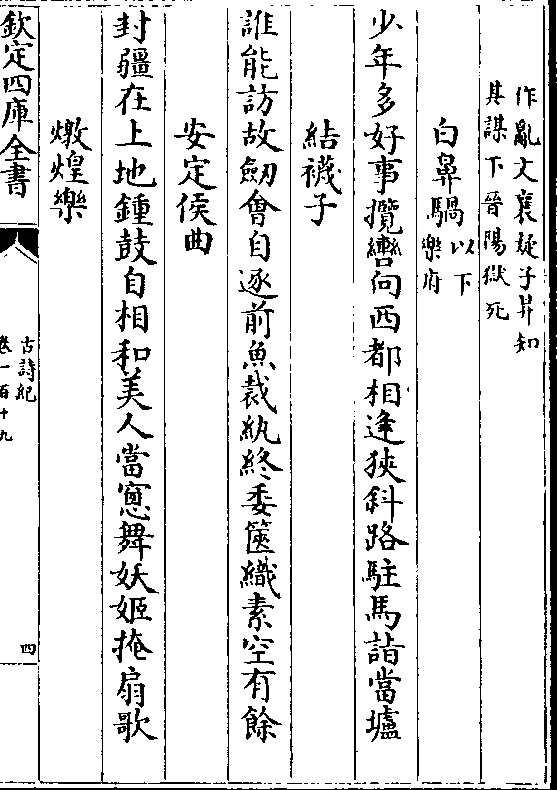 作亂文襄疑子昇知
其謀下晉陽獄死
白鼻騧以下
樂府
少年多好事攬轡向西都相逢狹斜路駐馬詣當壚
結襪子
誰能訪故劒會自逐前魚裁紈終委篋織素空有餘
安定侯曲
封疆在上地鍾鼓自相和美人當窻舞妖姬掩扇歌
燉煌樂
欽定四庫全書
古詩紀
卷一百十九
四